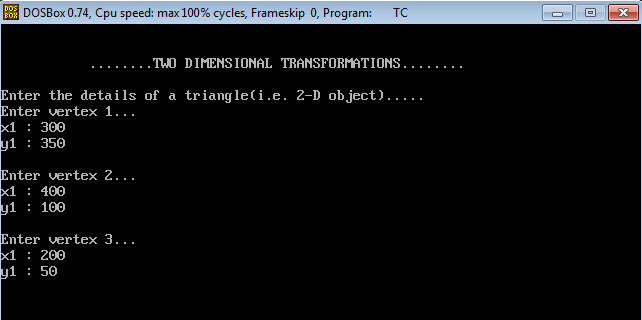 DOS BOX DOSBox 0.74, Cpu speed: max 100% cycles, Frameskip 0, Program: TC
........TWO DIMENSIONAL TRANSFORMATIONS........
Enter the details of a triangle(i.e. 2-D object).....
Enter vertex 1...
x1 : 300
y1 : 350
Enter vertex 2...
x1 : 400
y1 : 100
Enter vertex 3...
x1 : 200
y1 : 50